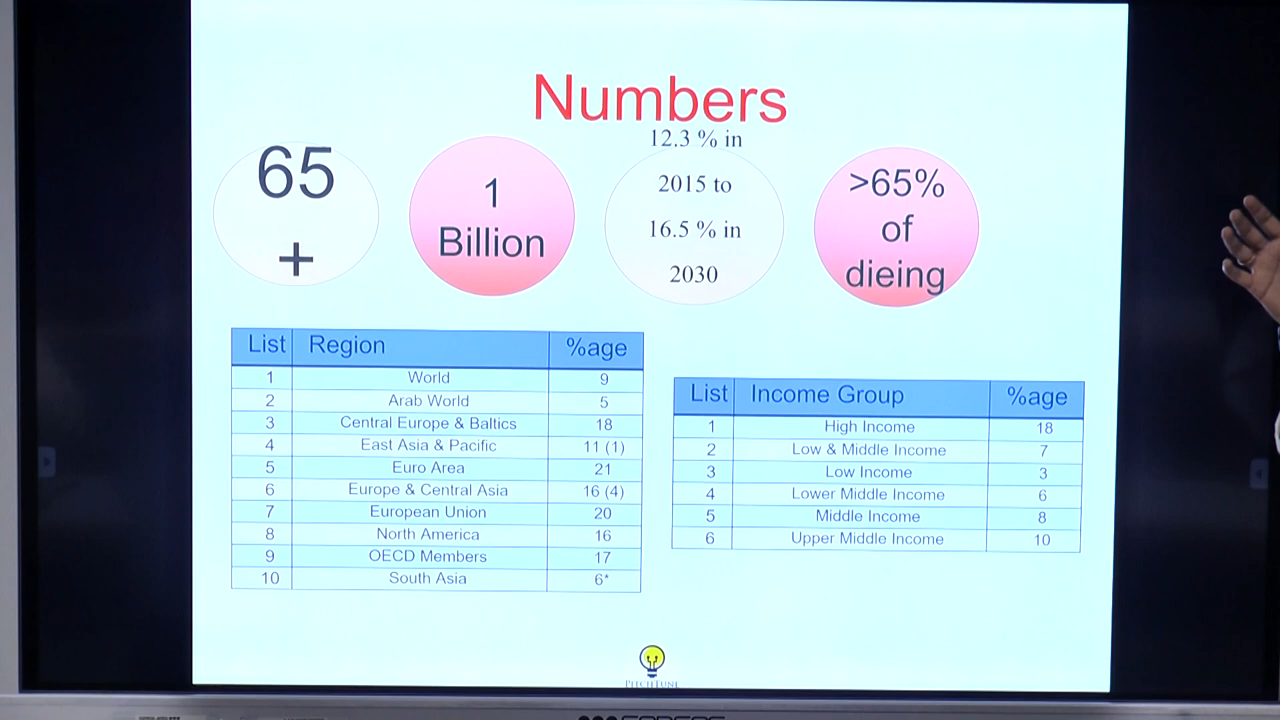 Numbers
65
+
1
Billion
12.3 % in
2015 to
16.5 % in
2030
>65%
of
dieing
List Region %age
1 World 9
2 Arab World 5
3 Central Europe & Baltics 18
4 East Asia & Pacific 11 (1)
5 Euro Area 21
6 Europe & Central Asia 16 (4)
7 European Union 20
8 North America 16
9 OECD Members 17
10 South Asia 6*
List Income Group %age
1 High Income 18
2 Low & Middle Income 7
3 Low Income 3
4 Lower Middle Income 6
5 Middle Income 8
6 Upper Middle Income 10